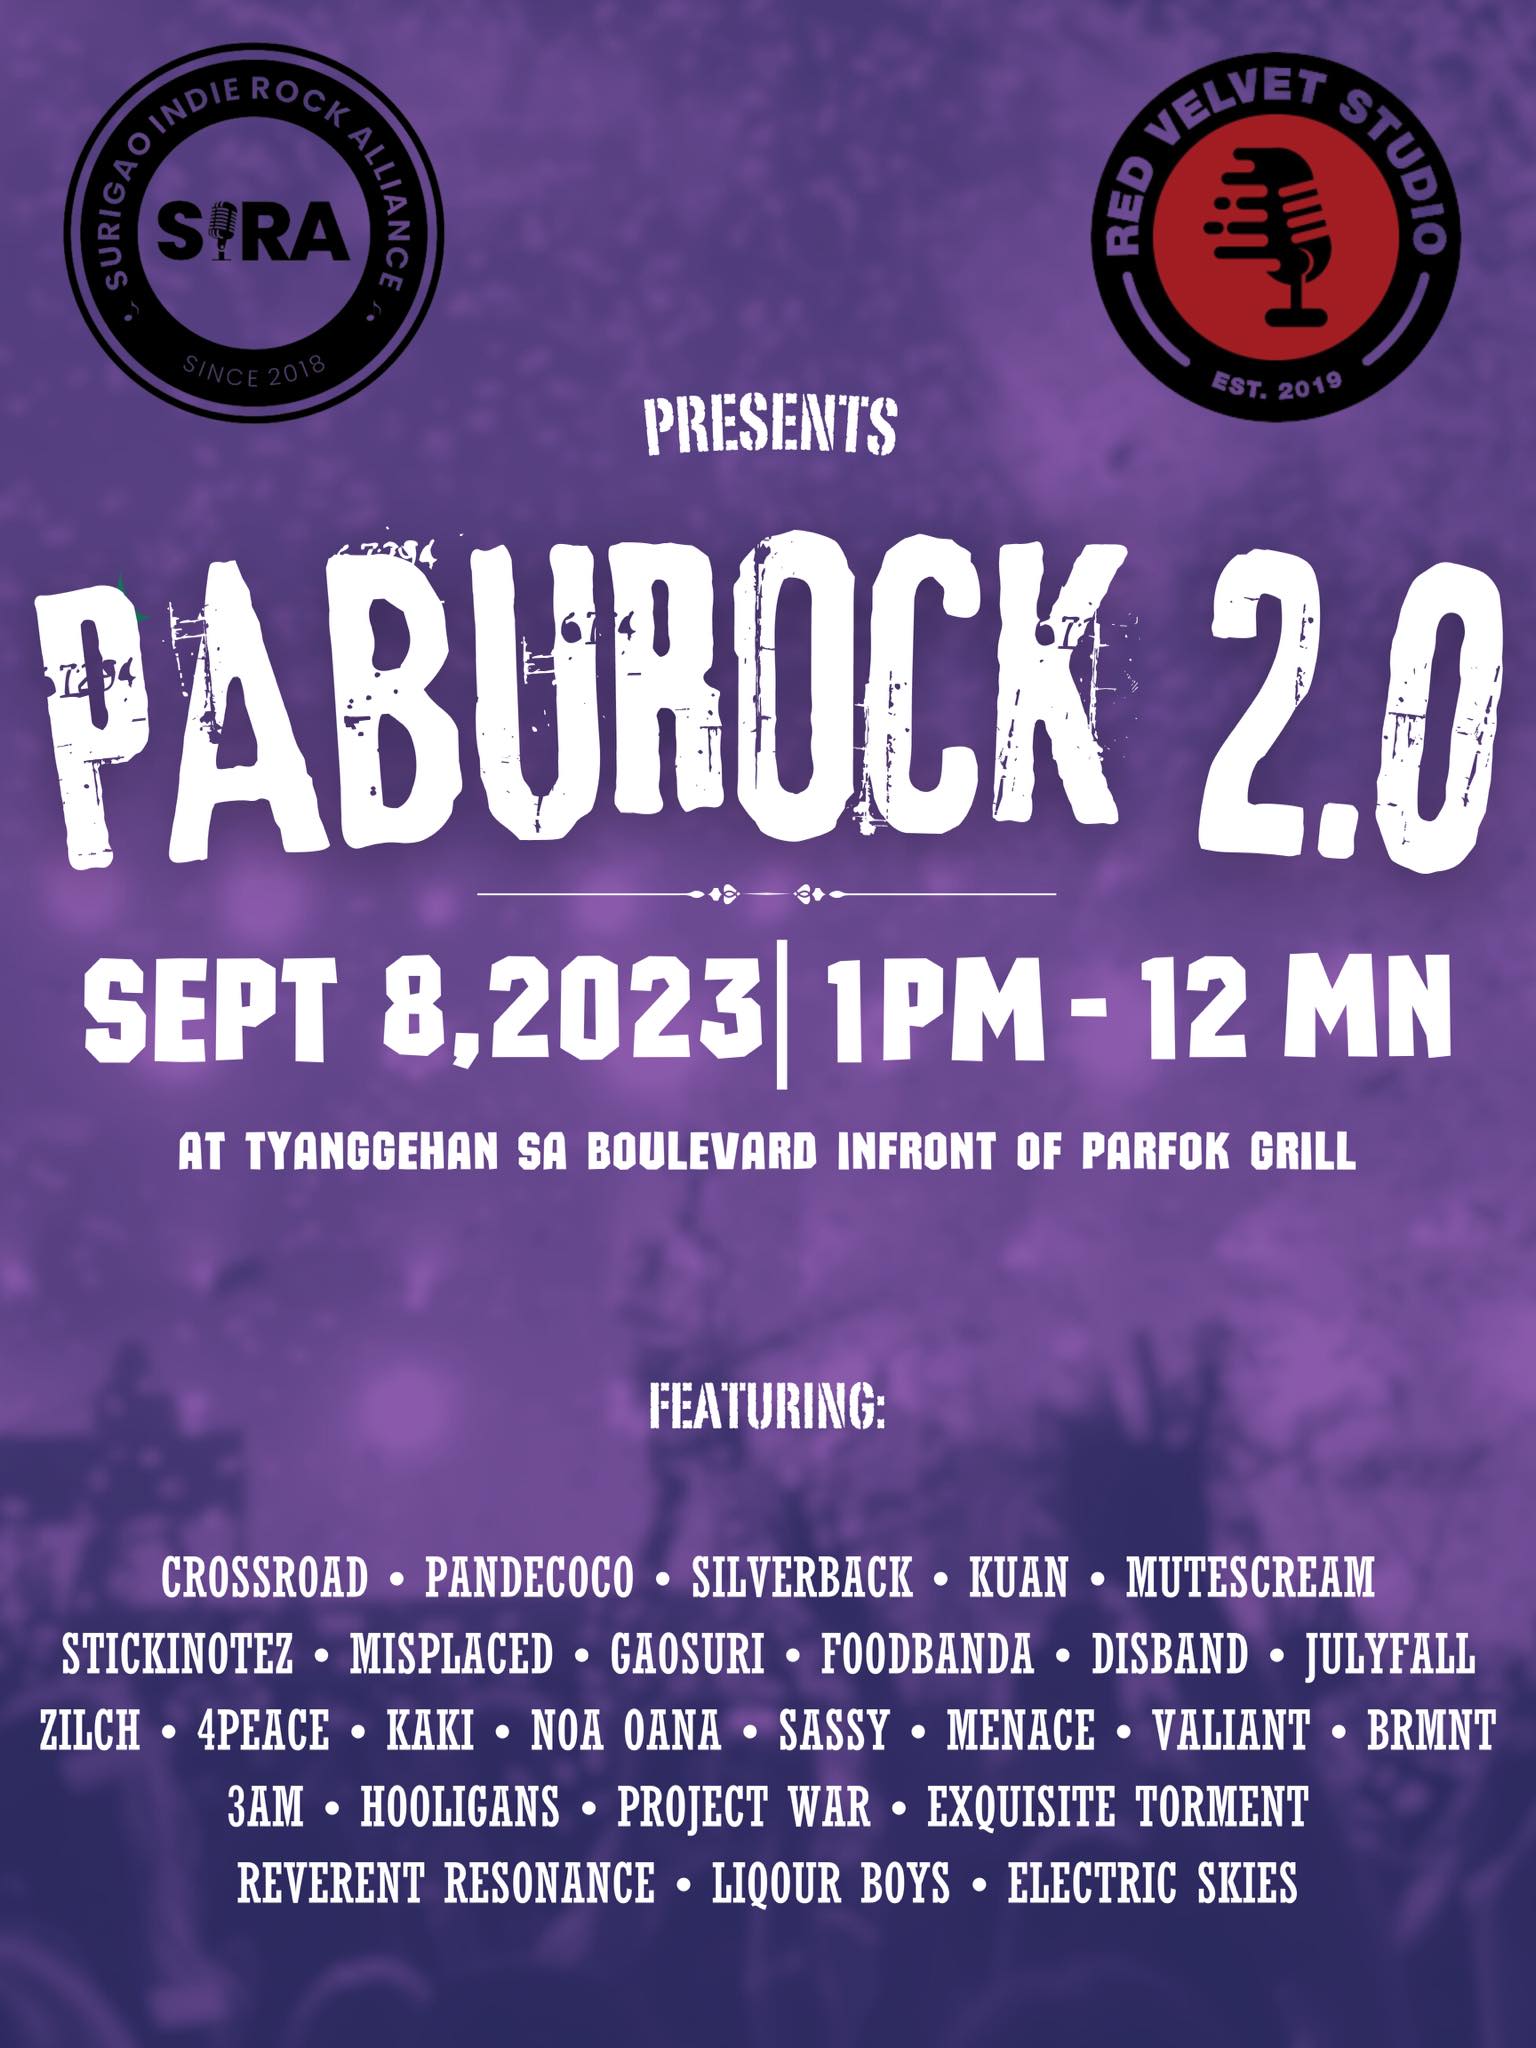 SURIGAO INDIE ROCK ALLIANCE
SIRA
SINCE 2018
RED VELVET STUDIO
EST. 2019
PRESENTS
PABUROCK 2.0
SEPT 8,2023| 1PM - 12 MN
AT TYANGGEHAN SA BOULEVARD INFRONT OF PARFOK GRILL
FEATURING:
CROSSROAD • PANDECOCO • SILVERBACK • KUAN • MUTESCREAM
STICKINOTEZ • MISPLACED • GAOSURI • FOODBANDA • DISBAND • JULYFALL
ZILCH • 4PEACE • KAKI • NOA OANA • SASSY • MENACE • VALIANT • BRMNT
3AM • HOOLIGANS • PROJECT WAR • EXQUISITE TORMENT
REVERENT RESONANCE • LIQOUR BOYS • ELECTRIC SKIES